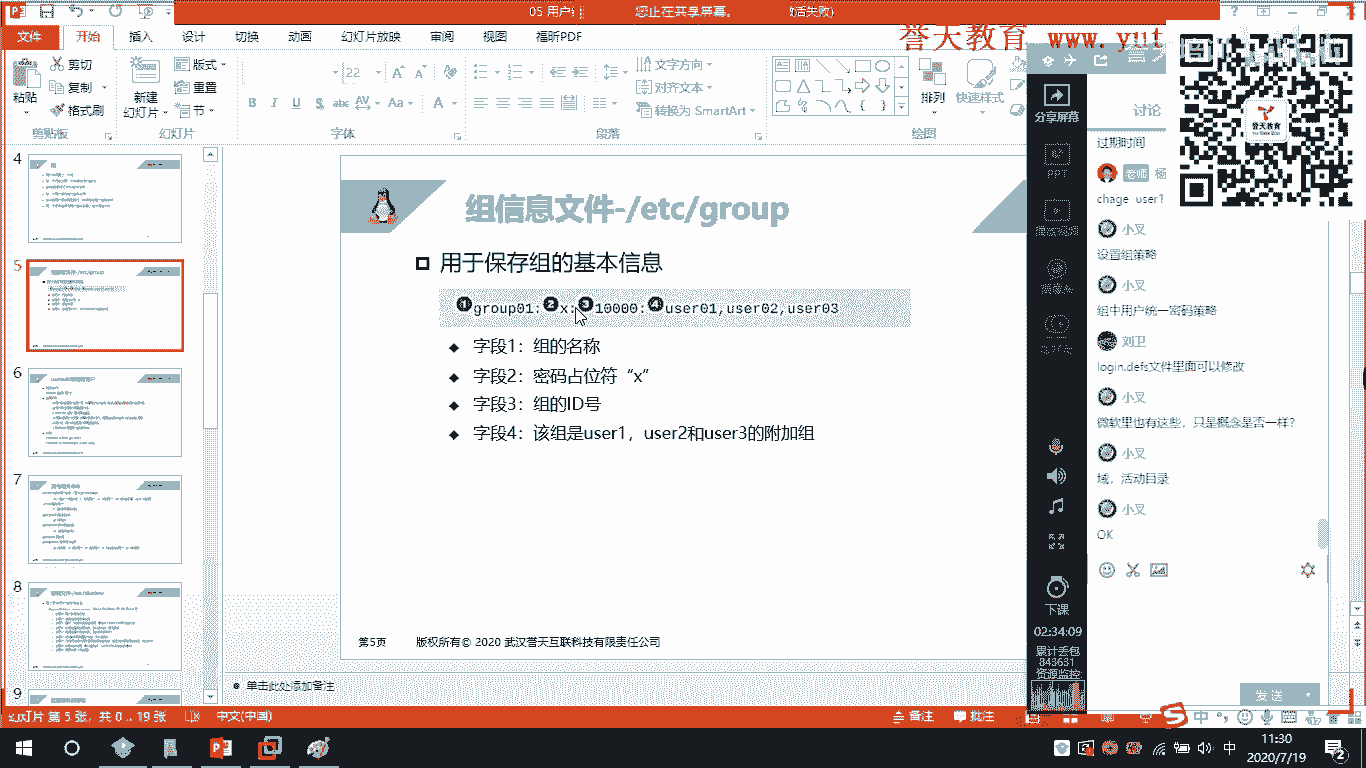 05 用户
您正在共享屏幕。
活失败)
文件
开始
插入
设计
切换
动画
幻灯片放映
审阅
视图
福昕PDF
誉天教育 www.yut
剪切
复制
格式刷
粘贴
剪贴板
新建
幻灯片
版式
重置
节
幻灯片
22
字体
文字方向
对齐文本
转换为 SmartArt
段落
排列
快速样式
绘图
4
5
6
7
8
9
组信息文件-/etc/group
用于保存组的基本信息
①group01:②x:③10000:④user01,user02,user03
字段1：组的名称
字段2：密码占位符“x”
字段3：组的ID号
字段4：该组是user1，user2和user3的附加组
第5页
版权所有© 2020 武汉誉天互联科技有限责任公司
单击此处添加备注
分享屏幕
PPT
播放视频
摄像头
下课
02:34:09
累计丢包
843631
资源监控:
讨论
誉天教育
过期时间
老师 杨
chage user1
小叉
设置组策略
小叉
组中用户统一密码策略
刘卫
login.defs文件里面可以修改
小叉
微软里也有这些，只是概念是否一样？
小叉
域，活动目录
小叉
OK
发送
幻灯片 第 5 张，共 0 .. 19 张
中文(中国)
备注
批注
中
中
11:30
2020/7/19
2